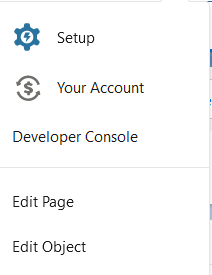 Setup
Your Account
Developer Console
Edit Page
Edit Object